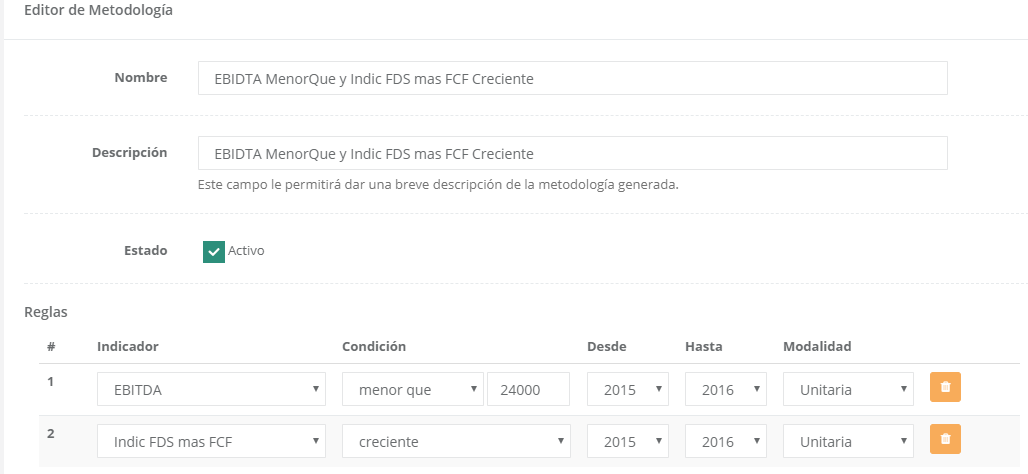 Editor de Metodología
Nombre EBIDTA MenorQue y Indic FDS mas FCF Creciente
Descripción EBIDTA MenorQue y Indic FDS mas FCF Creciente
Este campo le permitirá dar una breve descripción de la metodología generada.
Estado Activo
Reglas
# Indicador Condición Desde Hasta Modalidad
1 EBITDA menor que 24000 2015 2016 Unitaria
2 Indic FDS mas FCF creciente 2015 2016 Unitaria